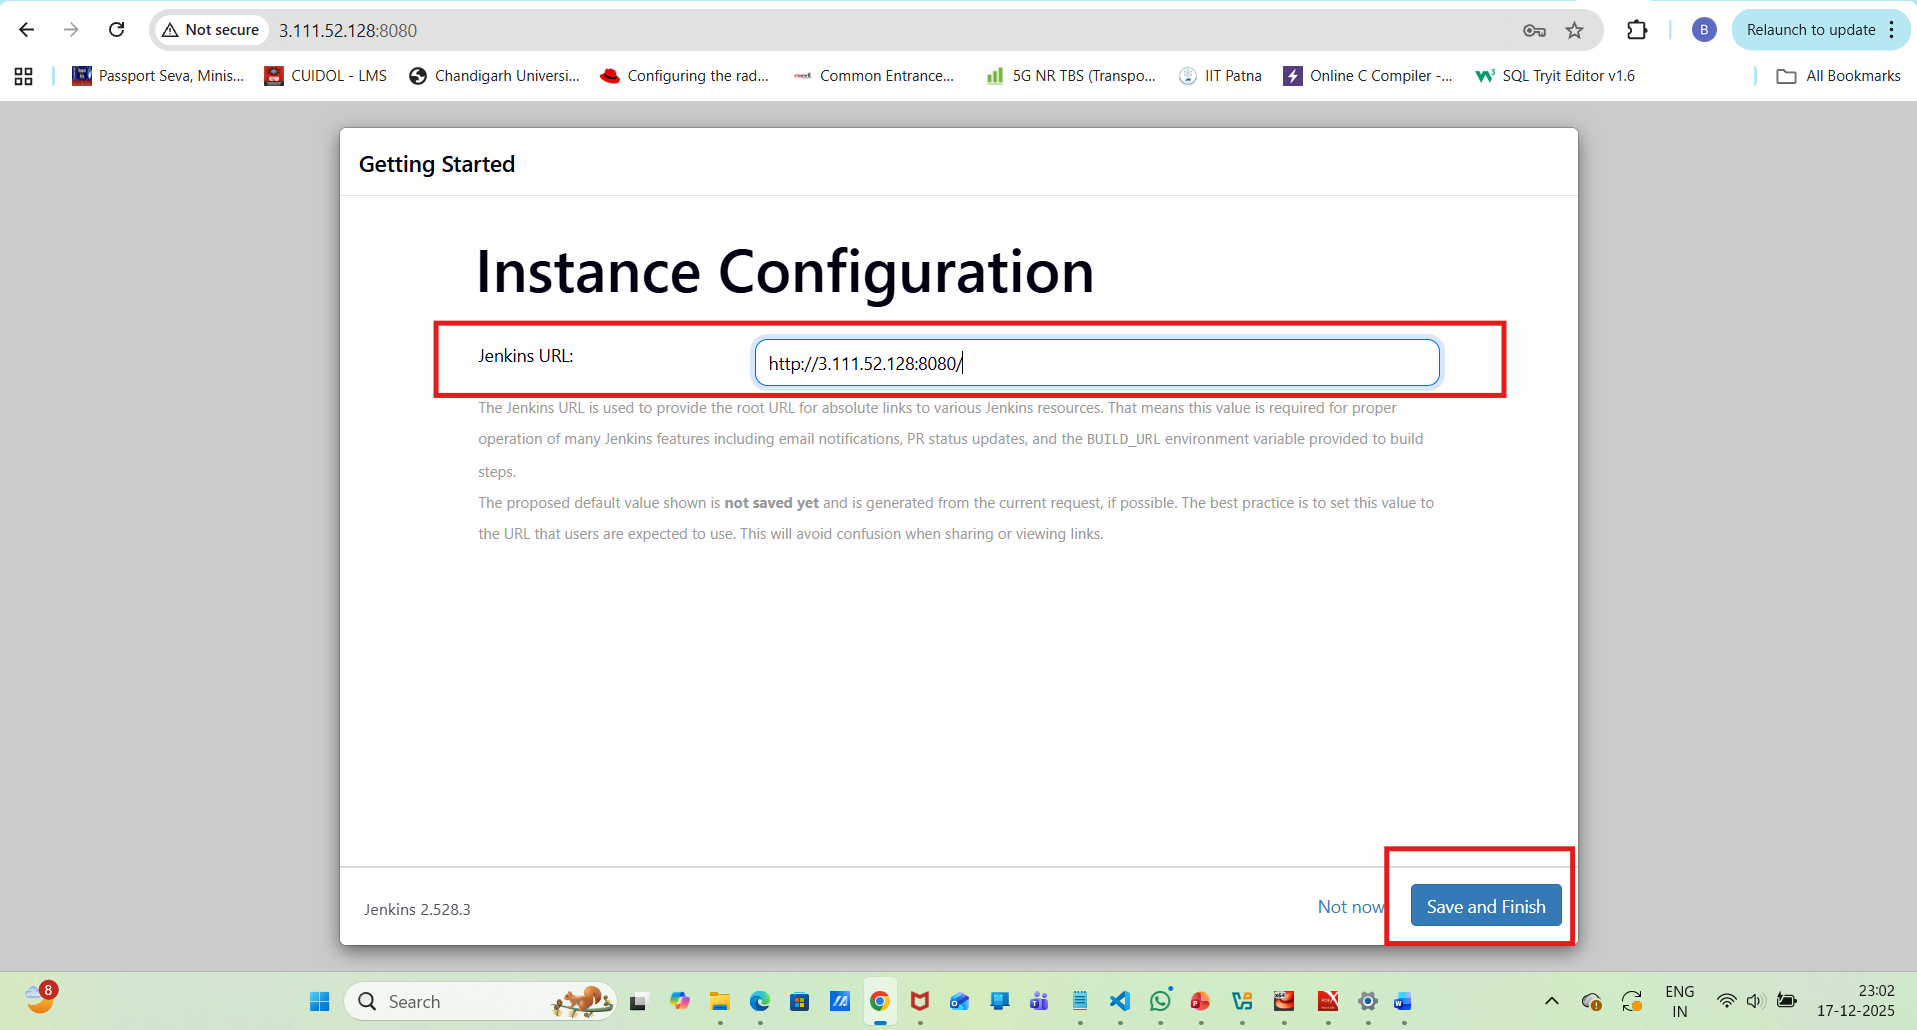 Not secure 3.111.52.128:8080
B
Relaunch to update
Passport Seva, Minis...
CUIDOL - LMS
Chandigarh Universi...
Configuring the rad...
Common Entrance...
5G NR TBS (Transpo...
IIT Patna
Online C Compiler -...
SQL Tryit Editor v1.6
All Bookmarks
Getting Started
Instance Configuration
Jenkins URL:
http://3.111.52.128:8080/
The Jenkins URL is used to provide the root URL for absolute links to various Jenkins resources. That means this value is required for proper
operation of many Jenkins features including email notifications, PR status updates, and the BUILD_URL environment variable provided to build
steps.
The proposed default value shown is not saved yet and is generated from the current request, if possible. The best practice is to set this value to
the URL that users are expected to use. This will avoid confusion when sharing or viewing links.
Jenkins 2.528.3
Not now
Save and Finish
8
Search
ENG
IN
23:02
17-12-2025